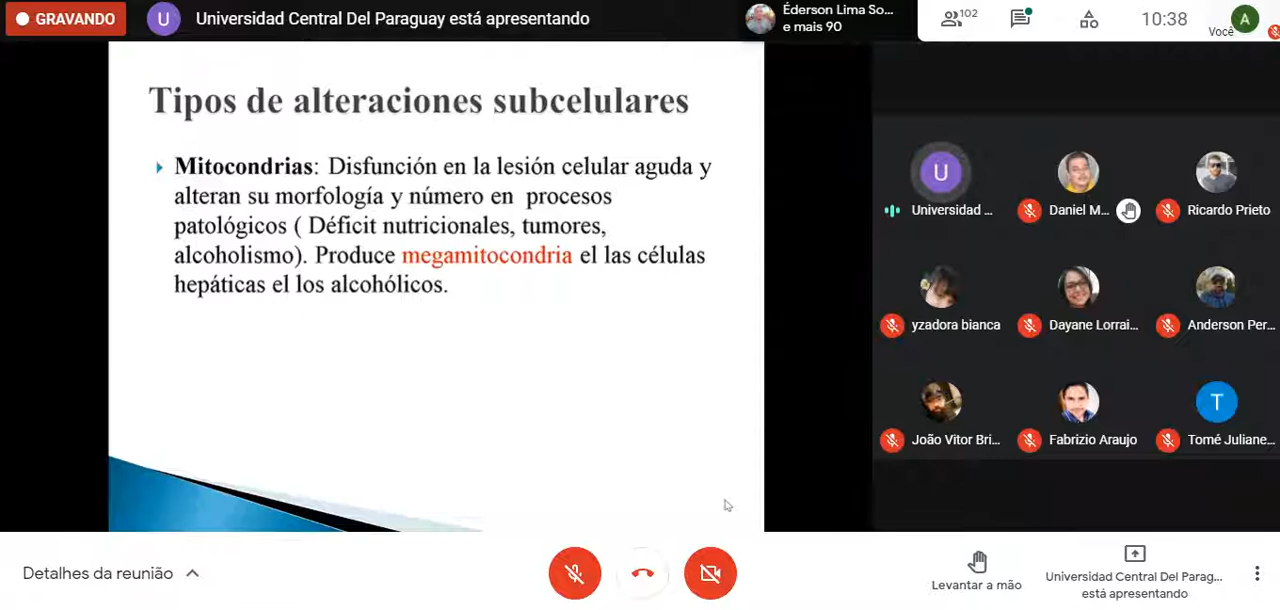 GRAVANDO
U
Universidad Central Del Paraguay está apresentando
Éderson Lima So...
e mais 90
102
10:38
Você
A
Tipos de alteraciones subcelulares
Mitocondrias: Disfunción en la lesión celular aguda y
alteran su morfología y número en procesos
patológicos ( Déficit nutricionales, tumores,
alcoholismo). Produce megamitocondria el las células
hepáticas el los alcohólicos.
U
Universidad ...
Daniel M...
Ricardo Prieto
yzadora bianca
Dayane Lorrai...
Anderson Per...
João Vitor Bri...
Fabrizio Araujo
T
Tomé Juliane...
Detalhes da reunião
Levantar a mão
Universidad Central Del Parag...
está apresentando